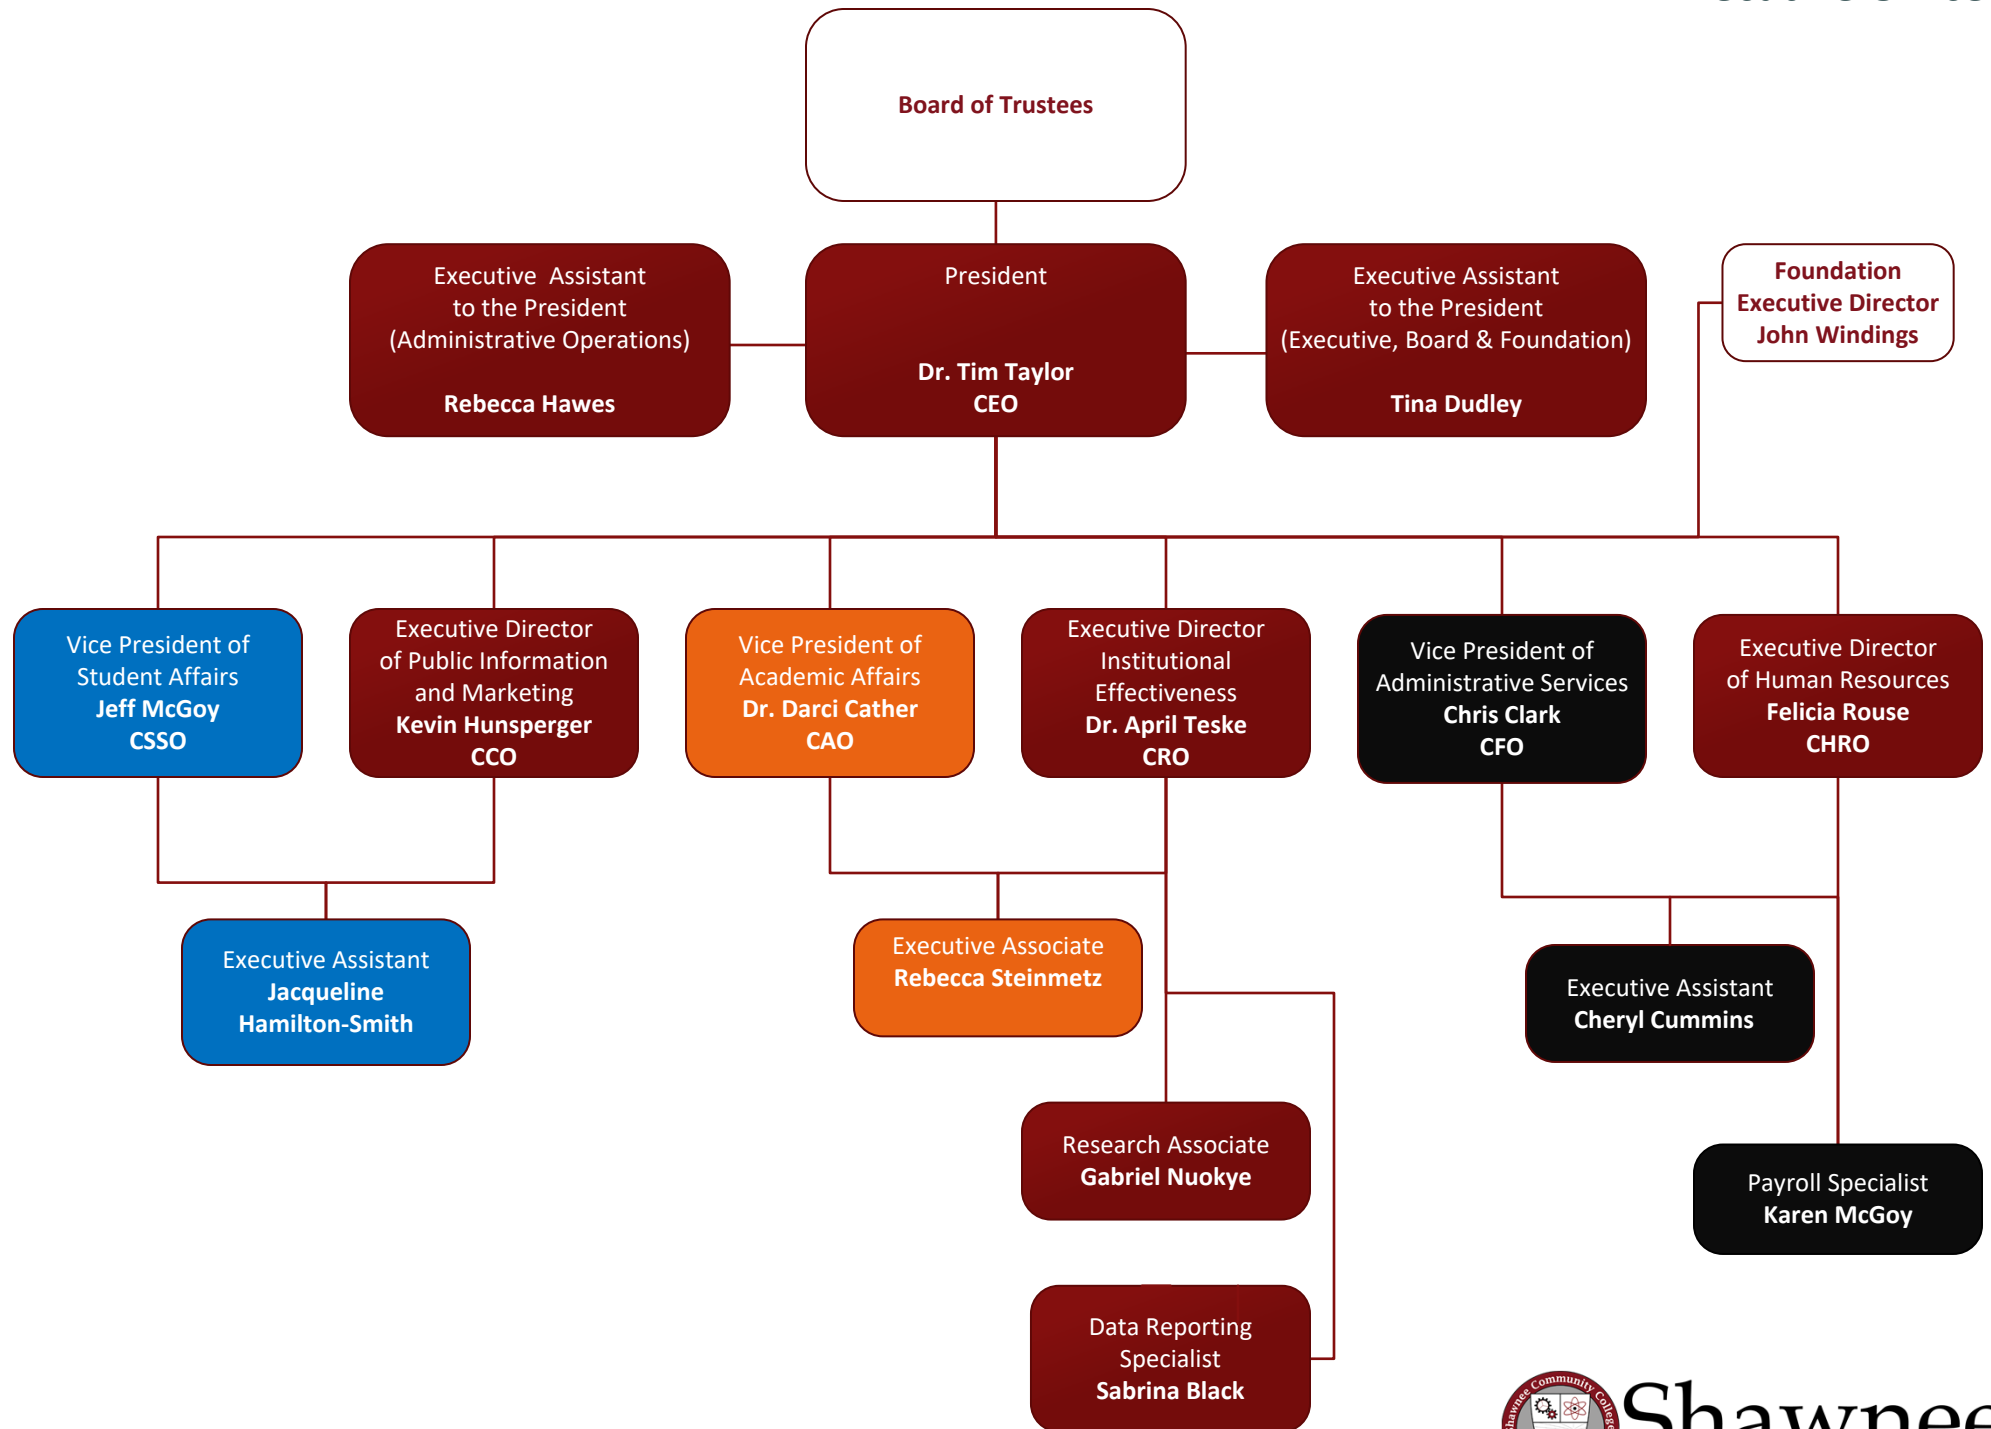 Board of Trustees
Executive  Assistant
to the President
(Administrative Operations)
Rebecca Hawes
President
Dr. Tim Taylor
CEO
Executive Assistant
to the President
(Executive, Board & Foundation)
Tina Dudley
Foundation
Executive Director
John Windings
Vice President of
Student Affairs
Jeff McGoy
CSSO
Executive Director
of Public Information
and Marketing
Kevin Hunsperger
CCO
Vice President of
Academic Affairs
Dr. Darci Cather
CAO
Executive Director
Institutional
Effectiveness
Dr. April Teske
CRO
Vice President of
Administrative Services
Chris Clark
CFO
Executive Director
of Human Resources
Felicia Rouse
CHRO
Executive Assistant
Jacqueline
Hamilton-Smith
Executive Associate
Rebecca Steinmetz
Executive Assistant
Cheryl Cummins
Research Associate
Gabriel Nuokye
Payroll Specialist
Karen McGoy
Data Reporting
Specialist
Sabrina Black
Shawnee Community College
Shawnee